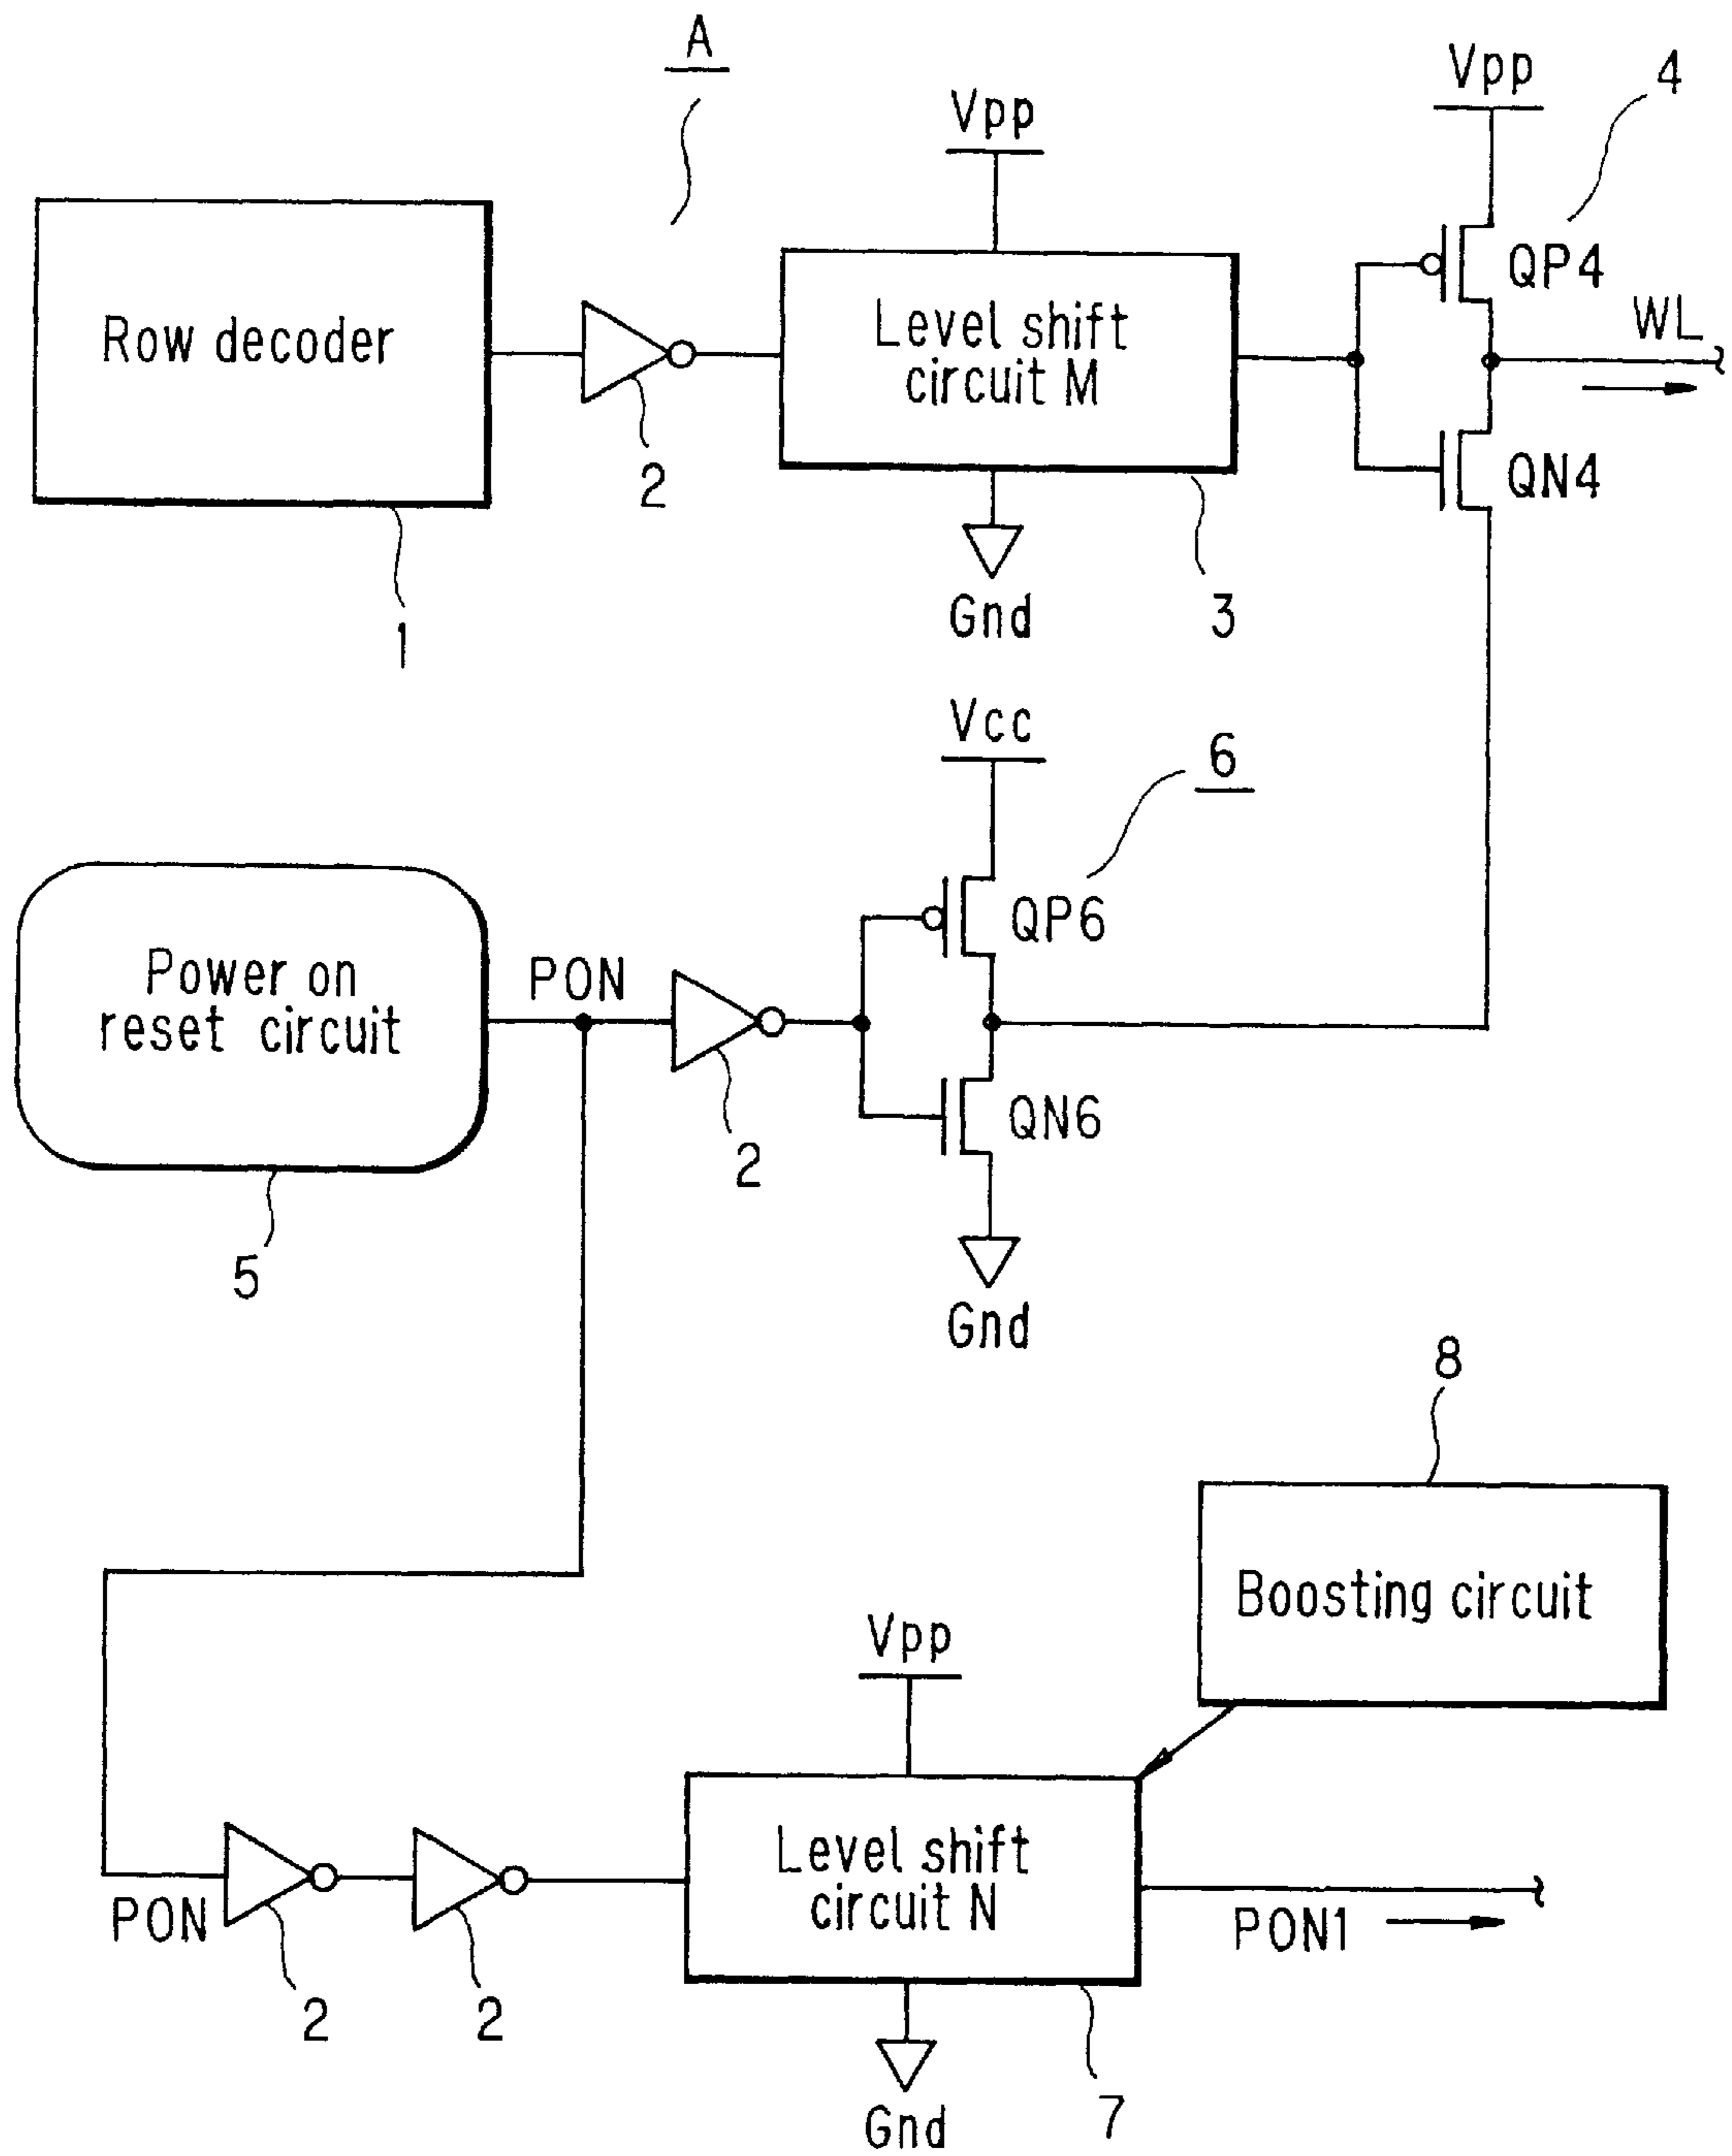 A
Vpp
Vpp
4
Row decoder
2
Level shift
circuit M
QP4
WL
QN4
1
Gnd
3
Vcc
6
Power on
reset circuit
PON
2
QP6
QN6
5
Gnd
8
Boosting circuit
Vpp
PON
2
2
Level shift
circuit N
PON1
Gnd
7